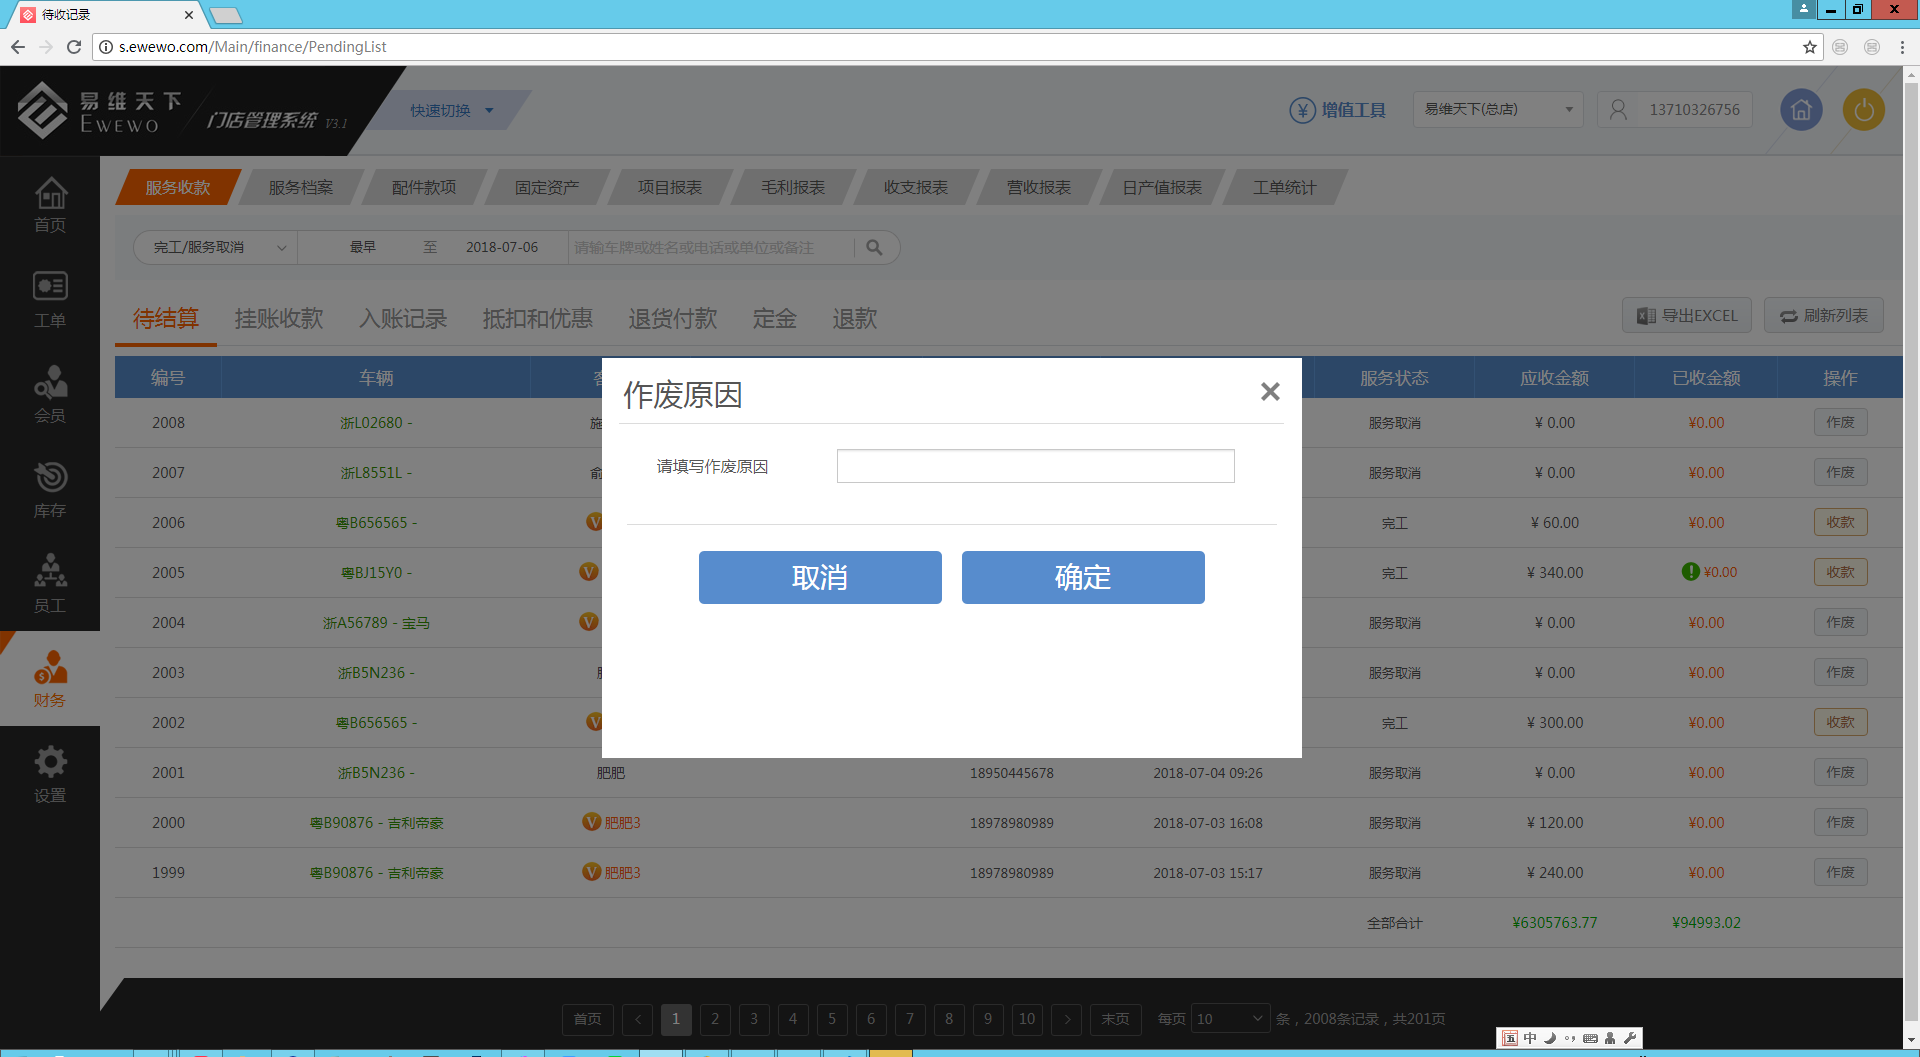 待收记录
s.ewewo.com/Main/finance/PendingList
易维天下
EWEWO
门店管理系统 V3.1
快速切换
增值工具
易维天下(总店)
13710326756
首页
工单
会员
库存
员工
财务
设置
服务收款 服务档案 配件款项 固定资产 项目报表 毛利报表 收支报表 营收报表 日产值报表 工单统计
完工/服务取消 最早 至 2018-07-06 请输车牌或姓名或电话或单位或备注
待结算 挂账收款 入账记录 抵扣和优惠 退货付款 定金 退款 导出EXCEL 刷新列表
编号 车辆 服务状态 应收金额 已收金额 操作
2008 浙L02680 - 施 服务取消 ¥ 0.00 ¥0.00 作废
2007 浙L8551L - 俞 服务取消 ¥ 0.00 ¥0.00 作废
2006 粤B656565 - V 完工 ¥ 60.00 ¥0.00 收款
2005 粤BJ15Y0 - V 完工 ¥ 340.00 ¥0.00 收款
2004 浙A56789 - 宝马 V 服务取消 ¥ 0.00 ¥0.00 作废
2003 浙B5N236 - 服务取消 ¥ 0.00 ¥0.00 作废
2002 粤B656565 - V 完工 ¥ 300.00 ¥0.00 收款
2001 浙B5N236 - 肥肥 18950445678 2018-07-04 09:26 服务取消 ¥ 0.00 ¥0.00 作废
2000 粤B90876 - 吉利帝豪 V 肥肥3 18978980989 2018-07-03 16:08 服务取消 ¥ 120.00 ¥0.00 作废
1999 粤B90876 - 吉利帝豪 V 肥肥3 18978980989 2018-07-03 15:17 服务取消 ¥ 240.00 ¥0.00 作废
全部合计 ¥6305763.77 ¥94993.02
作废原因
请填写作废原因
取消 确定
首页 < 1 2 3 4 5 6 7 8 9 10 > 末页 每页 10 条，2008条记录，共201页
五 中